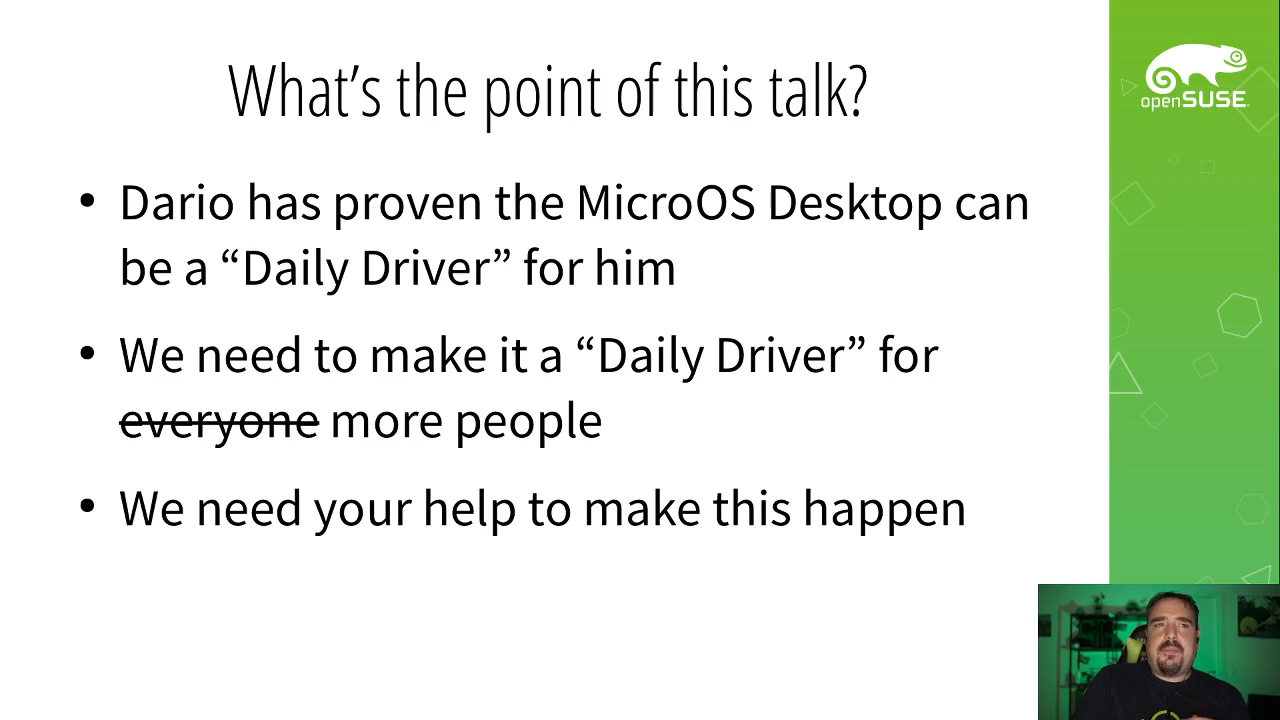 What's the point of this talk?
openSUSE
• Dario has proven the MicroOS Desktop can
be a “Daily Driver” for him
• We need to make it a “Daily Driver” for
everyone more people
• We need your help to make this happen